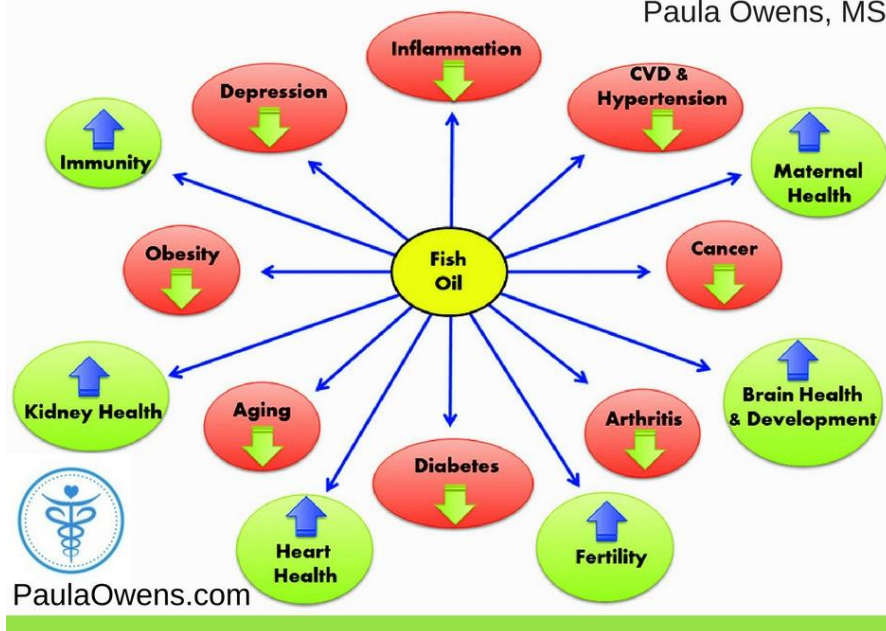 Paula Owens, MS
Inflammation
Depression
CVD &
Hypertension
Immunity
Maternal
Health
Obesity
Fish
Oil
Cancer
Kidney Health
Aging
Arthritis
Brain Health
& Development
Diabetes
Heart
Health
Fertility
PaulaOwens.com